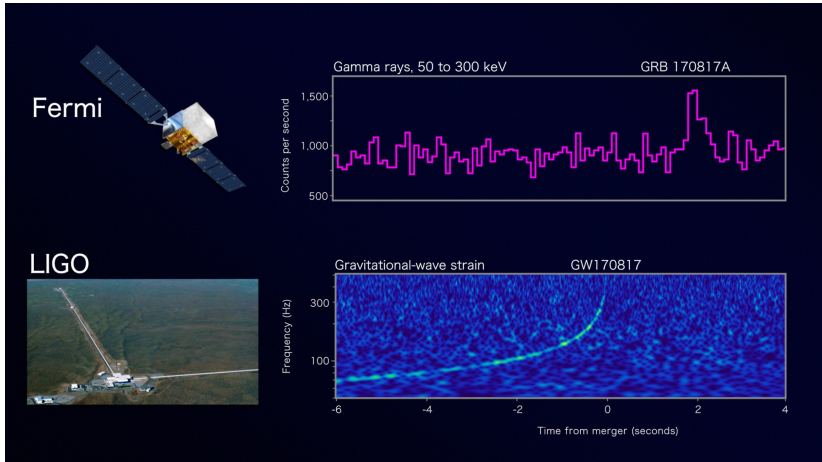 Fermi
Gamma rays, 50 to 300 keV
GRB 170817A
Counts per second
1,500
1,000
500
LIGO
Gravitational-wave strain
GW170817
Frequency (Hz)
300
100
-6
-4
-2
0
2
4
Time from merger (seconds)